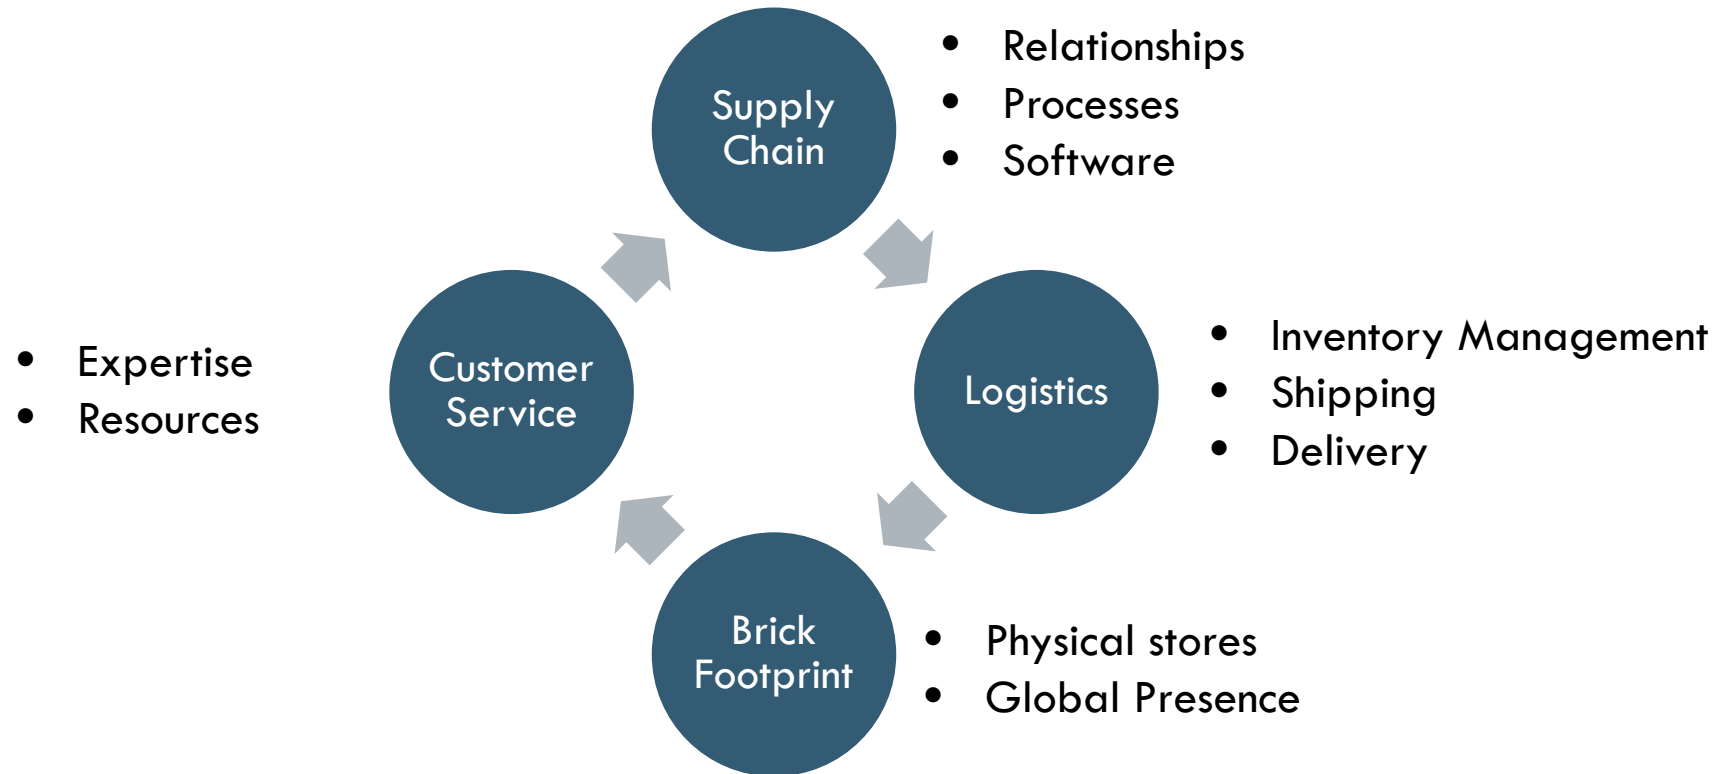 Supply
Chain
• Relationships
• Processes
• Software
Logistics
• Inventory Management
• Shipping
• Delivery
Brick
Footprint
• Physical stores
• Global Presence
Customer
Service
• Expertise
• Resources